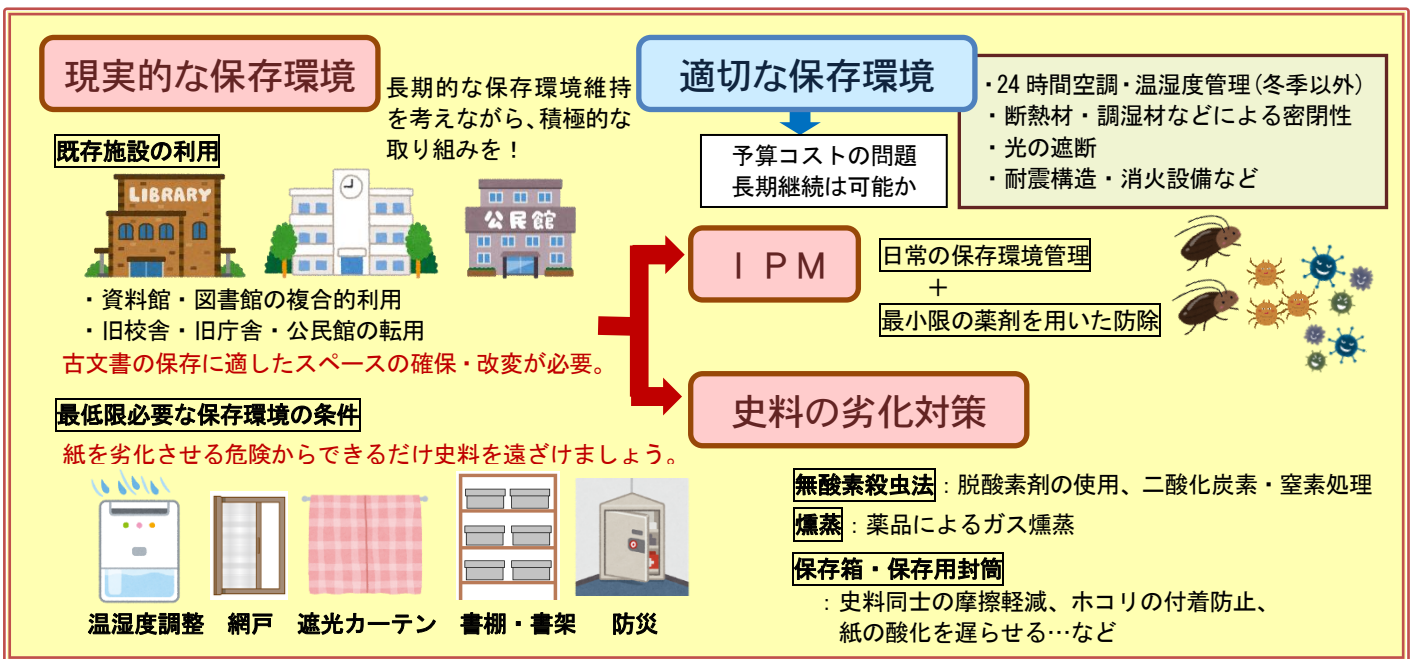 現実的な保存環境
長期的な保存環境維持
を考えながら、積極的な
取り組みを！
既存施設の利用
LIBRARY
公民館
・資料館・図書館の複合的利用
・旧校舎・旧庁舎・公民館の転用
古文書の保存に適したスペースの確保・改変が必要。
最低限必要な保存環境の条件
紙を劣化させる危険からできるだけ史料を遠ざけましょう。
温湿度調整
網戸
遮光カーテン
書棚・書架
防災
適切な保存環境
予算コストの問題
長期継続は可能か
・24時間空調・温湿度管理（冬季以外）
・断熱材・調湿材などによる密閉性
・光の遮断
・耐震構造・消火設備など
ＩＰＭ
日常の保存環境管理
＋
最小限の薬剤を用いた防除
史料の劣化対策
無酸素殺虫法：脱酸素剤の使用、二酸化炭素・窒素処理
燻蒸：薬品によるガス燻蒸
保存箱・保存用封筒
：史料同士の摩擦軽減、ホコリの付着防止、
紙の酸化を遅らせる…など